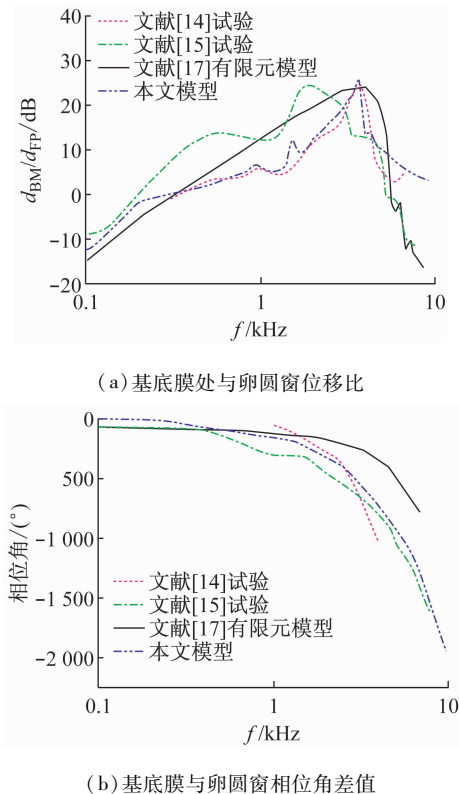 40
30
20
10
0
−10
−20
dBM/dFP/dB
文献[14]试验
文献[15]试验
文献[17]有限元模型
本文模型
0.1
1
10
f/kHz
(a)基底膜处与卵圆窗位移比
0
500
−1 000
−1 500
−2 000
相位角/(°)
文献[14]试验
文献[15]试验
文献[17]有限元模型
本文模型
0.1
1
10
f/kHz
(b)基底膜与卵圆窗相位角差值